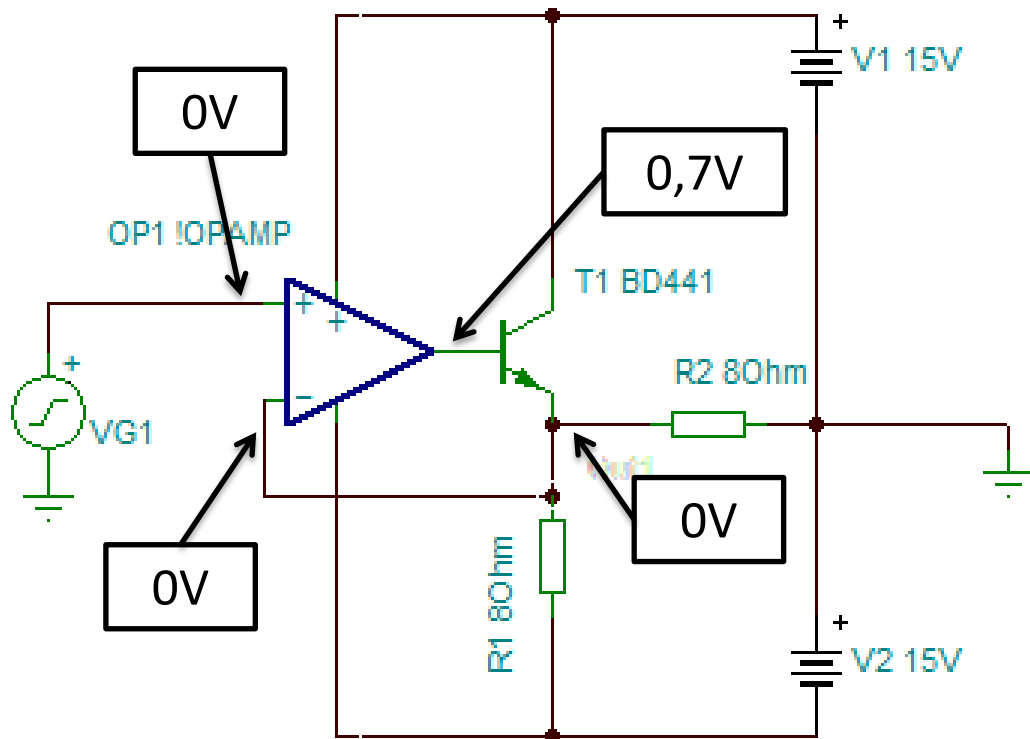 +
V1 15V
0V
0,7V
OP1 !OPAMP
T1 BD441
+
+
+
R2 8Ohm
−
VG1
0V
0V
R1 8Ohm
+
V2 15V